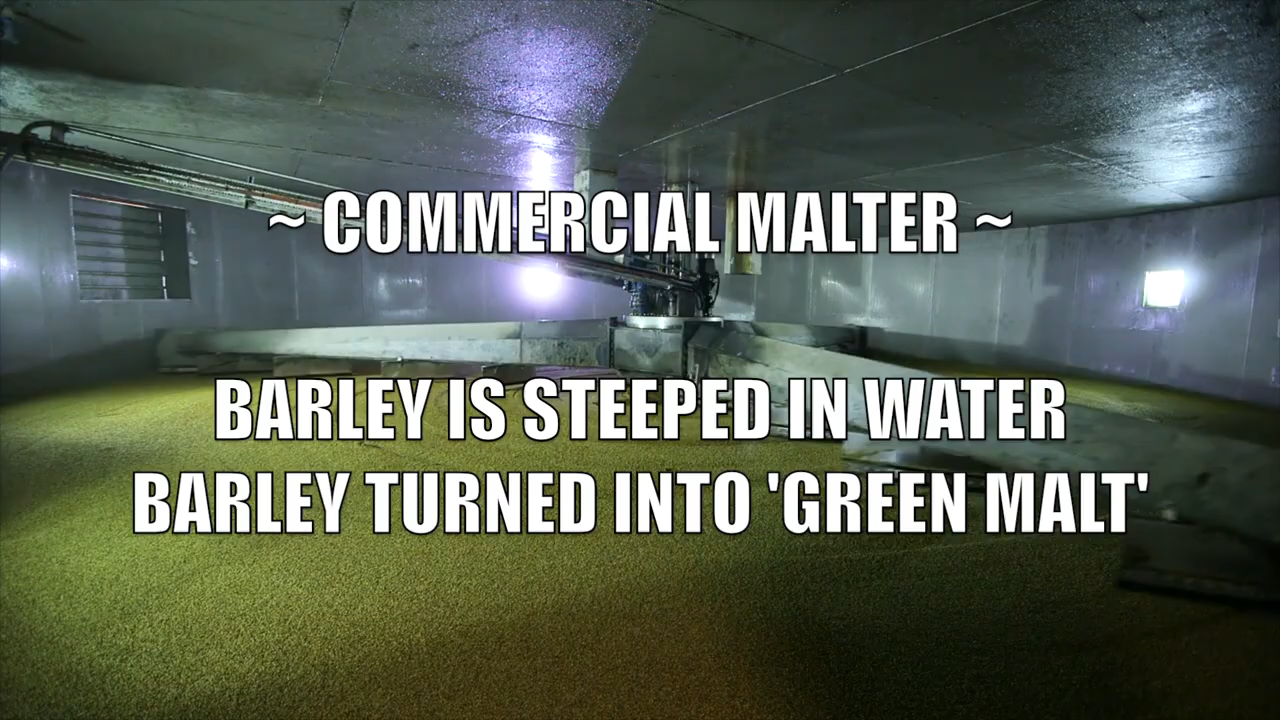 ~ COMMERCIAL MALTER ~
BARLEY IS STEEPED IN WATER
BARLEY TURNED INTO 'GREEN MALT'